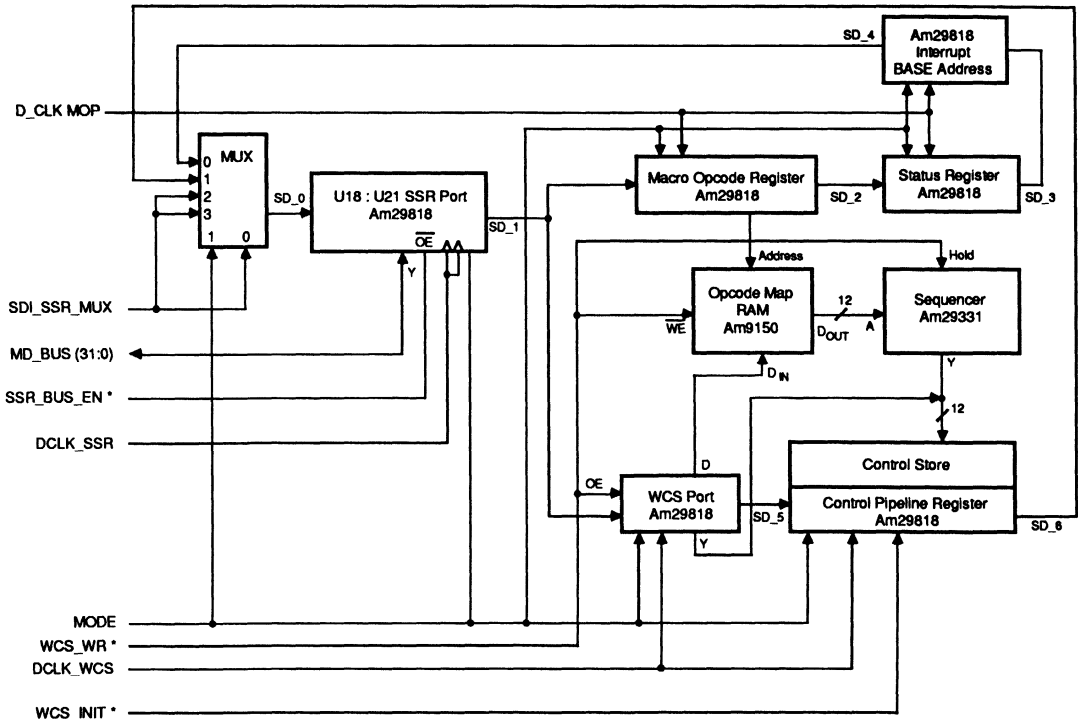 SD_4
Am29818
Interrupt
BASE Address
D_CLK MOP
MUX
0
1
2
3
1
0
SD_0
U18 : U21 SSR Port
Am29818
OE
Y
SD_1
Macro Opcode Register
Am29818
SD_2
Status Register
Am29818
SD_3
Address
Hold
SDI_SSR_MUX
Opcode Map
RAM
Am9150
WE
12
D OUT
A
Sequencer
Am29331
Y
MD_BUS (31:0)
D IN
SSR_BUS_EN *
12
DCLK_SSR
D
Control Store
OE
WCS Port
Am29818
SD_5
Control Pipeline Register
Am29818
SD_6
Y
MODE
WCS_WR *
DCLK_WCS
WCS_INIT *